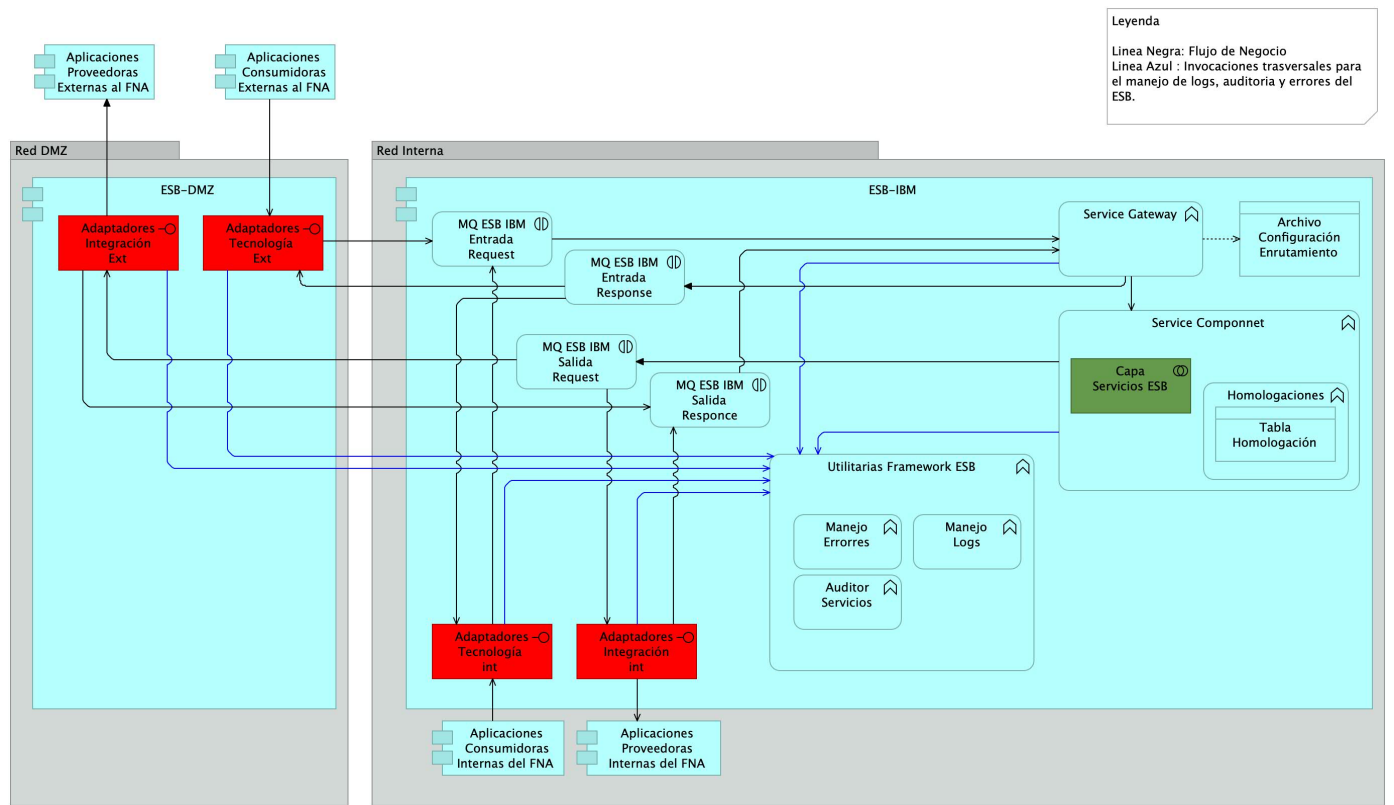 Leyenda
Linea Negra: Flujo de Negocio
Linea Azul : Invocaciones trasversales para
el manejo de logs, auditoria y errores del
ESB.
Aplicaciones
Proveedoras
Externas al FNA
Aplicaciones
Consumidoras
Externas al FNA
Red DMZ
ESB-DMZ
Adaptadores
Integración
Ext
Adaptadores
Tecnología
Ext
Red Interna
ESB-IBM
MQ ESB IBM
Entrada
Request
MQ ESB IBM
Entrada
Response
MQ ESB IBM
Salida
Request
MQ ESB IBM
Salida
Responce
Service Gateway
Archivo
Configuración
Enrutamiento
Service Componnet
Capa
Servicios ESB
Homologaciones
Tabla
Homologación
Utilitarias Framework ESB
Manejo
Errorres
Manejo
Logs
Auditor
Servicios
Adaptadores
Tecnología
int
Adaptadores
Integración
int
Aplicaciones
Consumidoras
Internas del FNA
Aplicaciones
Proveedoras
Internas del FNA